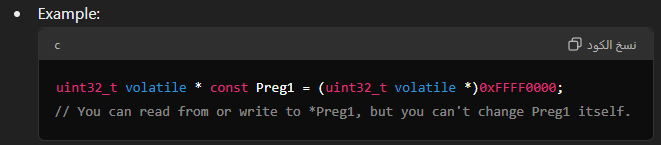 • Example:
c نسخ الكود
uint32_t volatile * const Preg1 = (uint32_t volatile *)0xFFFF0000;
// You can read from or write to *Preg1, but you can't change Preg1 itself.